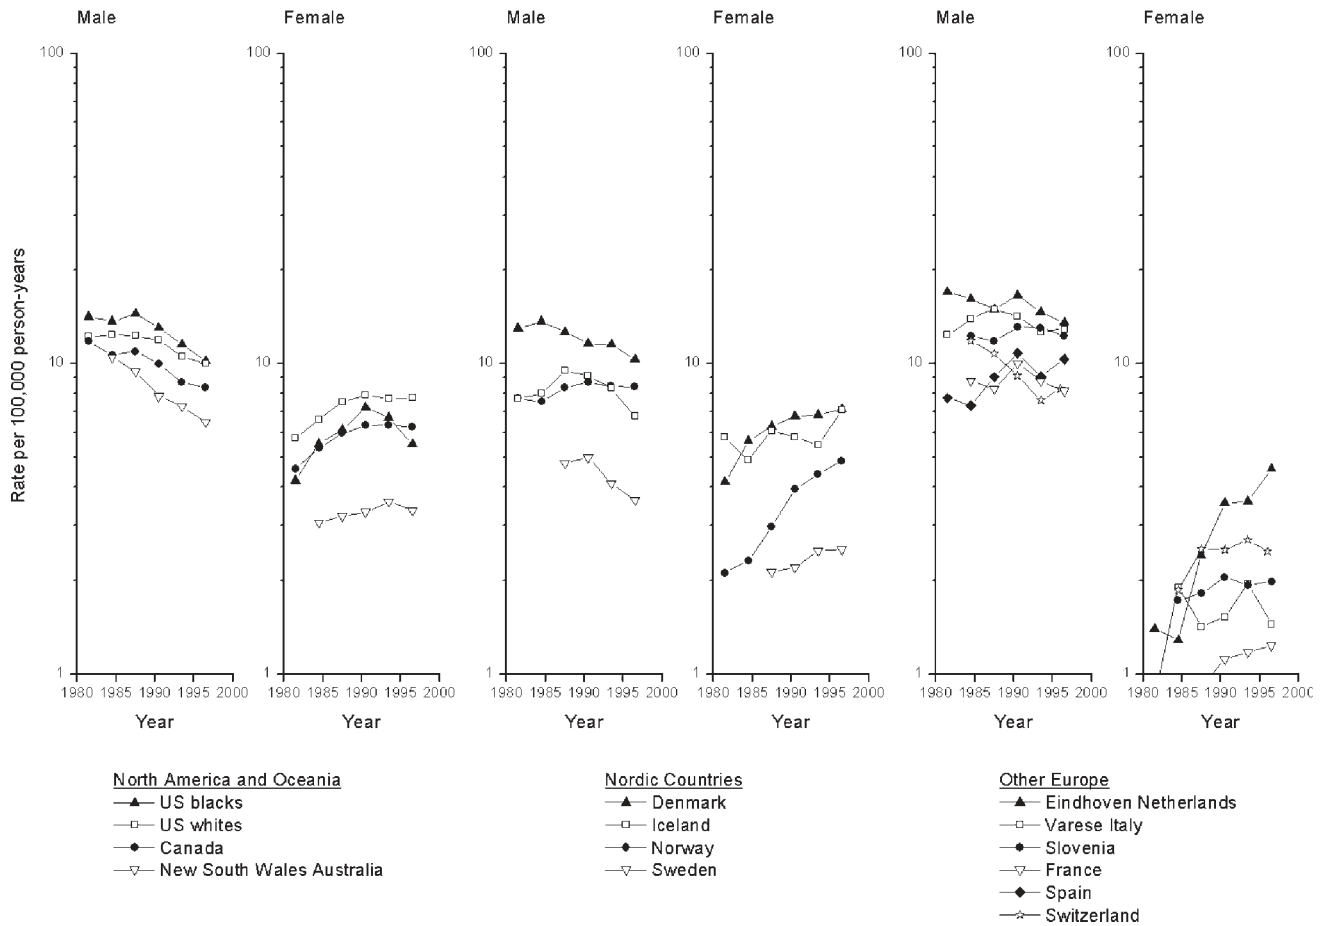 Male Female Male Female Male Female
100 100 100 100 100 100
Rate per 100,000 person-years
10 10 10 10 10 10
1 1 1 1 1 1
1980 1985 1990 1995 2000 1980 1985 1990 1995 2000 1980 1985 1990 1995 2000 1980 1985 1990 1995 2000 1980 1985 1990 1995 2000 1980 1985 1990 1995 2000
Year Year Year Year Year Year
North America and Oceania
US blacks
US whites
Canada
New South Wales Australia
Nordic Countries
Denmark
Iceland
Norway
Sweden
Other Europe
Eindhoven Netherlands
Varese Italy
Slovenia
France
Spain
Switzerland